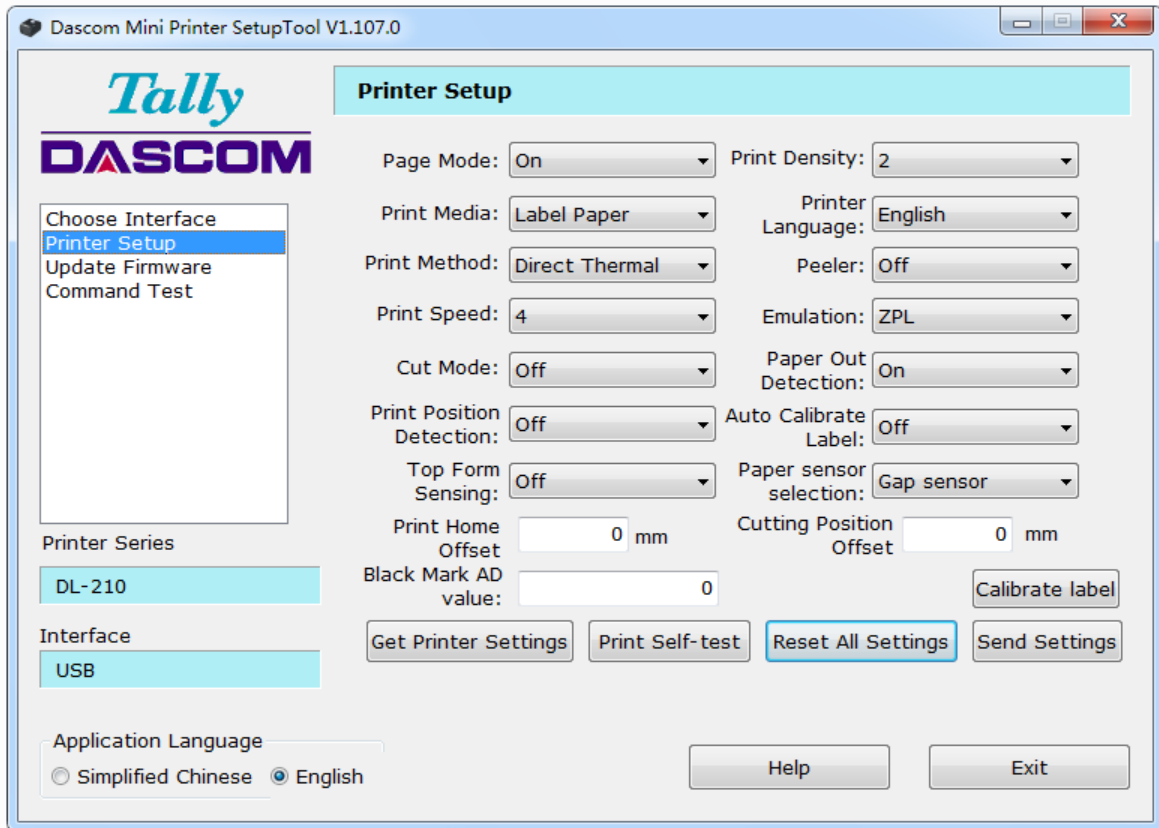 Dascom Mini Printer SetupTool V1.107.0
Tally
DASCOM
Choose Interface
Printer Setup
Update Firmware
Command Test
Printer Series
DL-210
Interface
USB
Application Language
Simplified Chinese English
Printer Setup
Page Mode: On
Print Density: 2
Print Media: Label Paper
Printer
Language: English
Print Method: Direct Thermal
Peeler: Off
Print Speed: 4
Emulation: ZPL
Cut Mode: Off
Paper Out
Detection: On
Print Position
Detection: Off
Auto Calibrate
Label: Off
Top Form
Sensing: Off
Paper sensor
selection: Gap sensor
Print Home
Offset 0 mm
Cutting Position
Offset 0 mm
Black Mark AD
value: 0
Calibrate label
Get Printer Settings Print Self-test Reset All Settings Send Settings
Help Exit